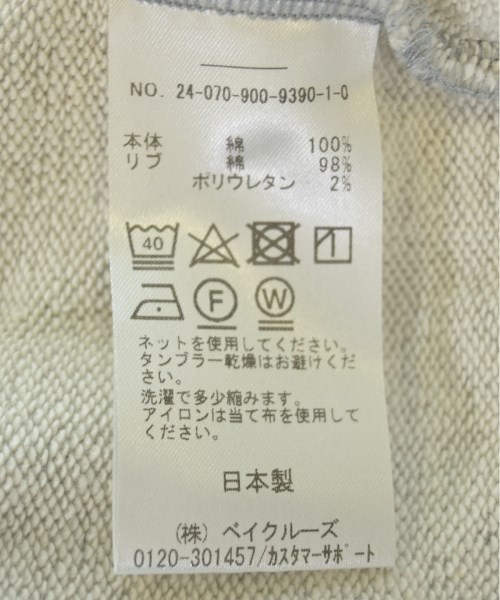 NO. 24-070-900-9390-1-0
本体 綿 100%
リブ 綿 98%
ポリウレタン 2%
40
F W
ネットを使用してください。
タンブラー乾燥はお避けくだ
さい。
洗濯で多少縮みます。
アイロンは当て布を使用して
ください。
日本製
(株) ベイクルーズ
0120-301457/カスタマーサポート